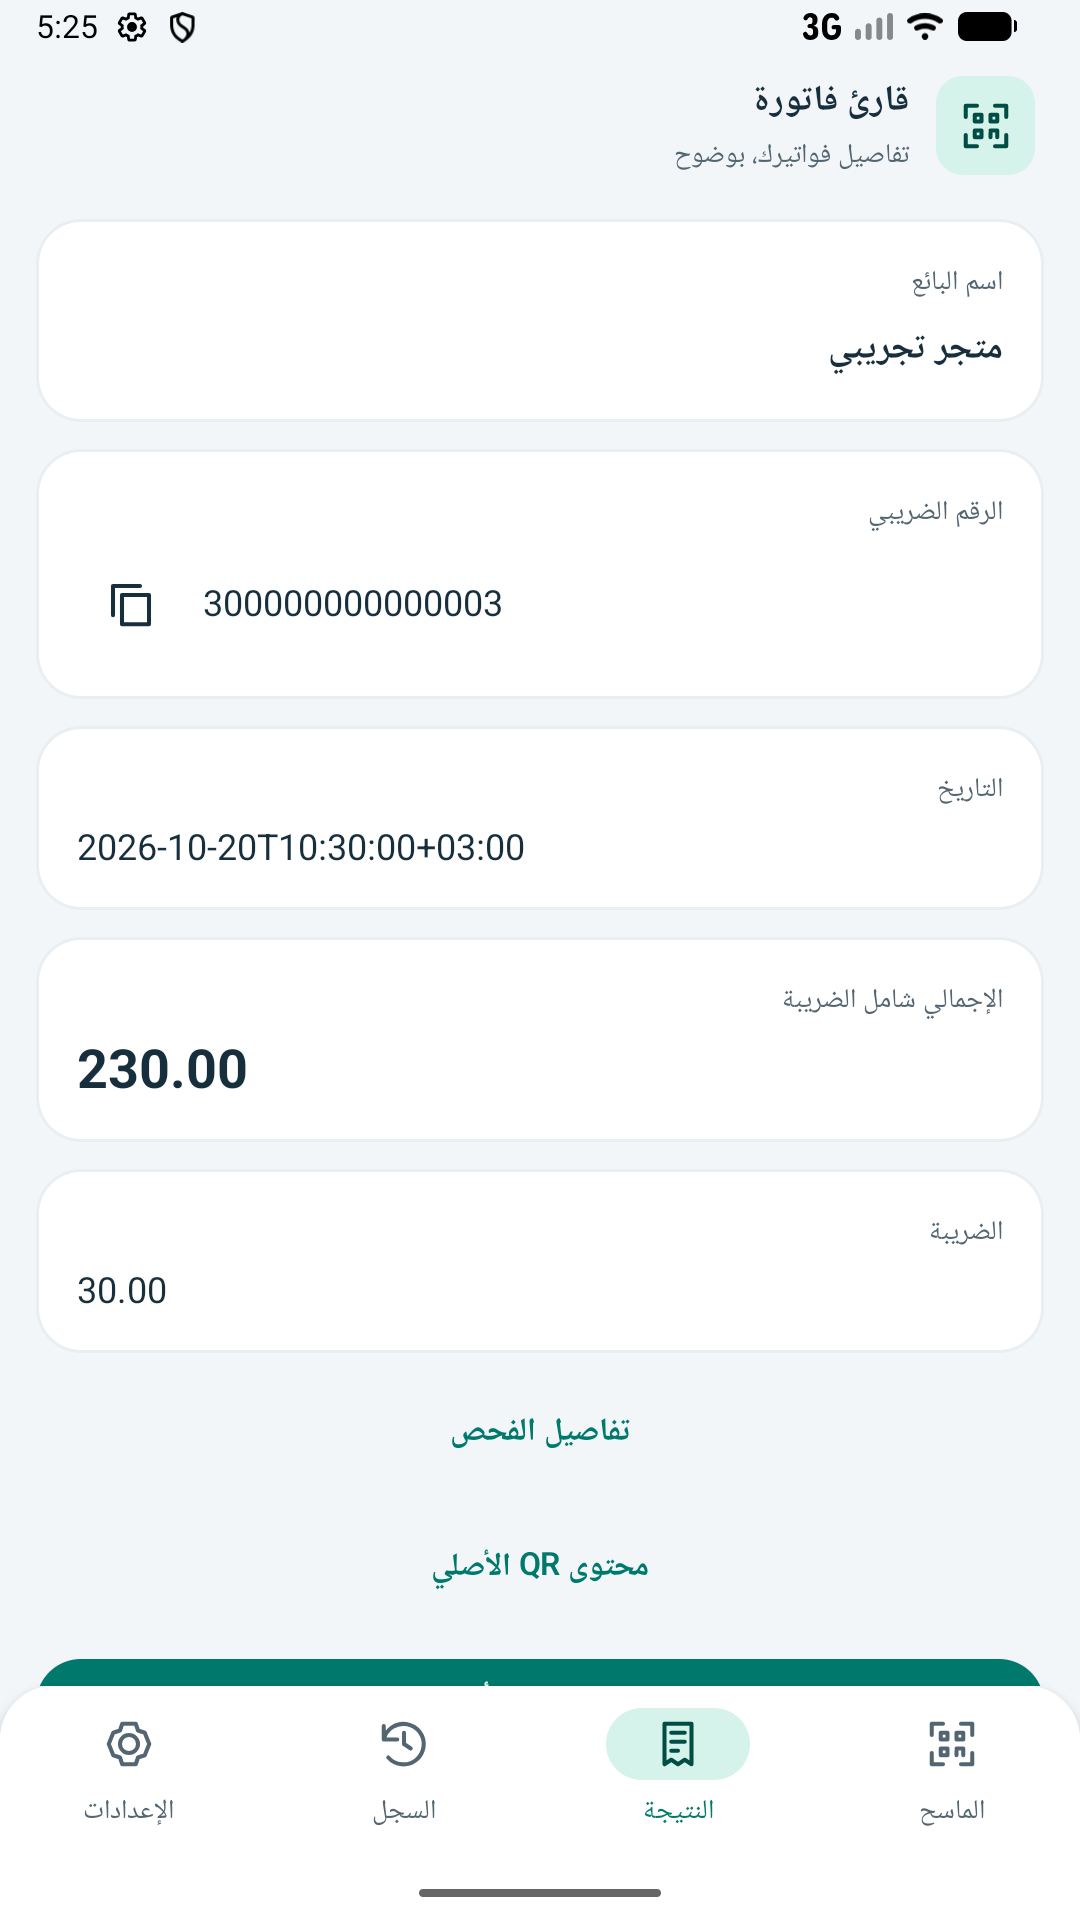 5:25
3G
قارئ فاتورة
تفاصيل فواتيرك، بوضوح
اسم البائع
متجر تجريبي
الرقم الضريبي
300000000000003
التاريخ
2026-10-20T10:30:00+03:00
الإجمالي شامل الضريبة
230.00
الضريبة
30.00
تفاصيل الفحص
محتوى QR الأصلي
الماسح
النتيجة
السجل
الإعدادات